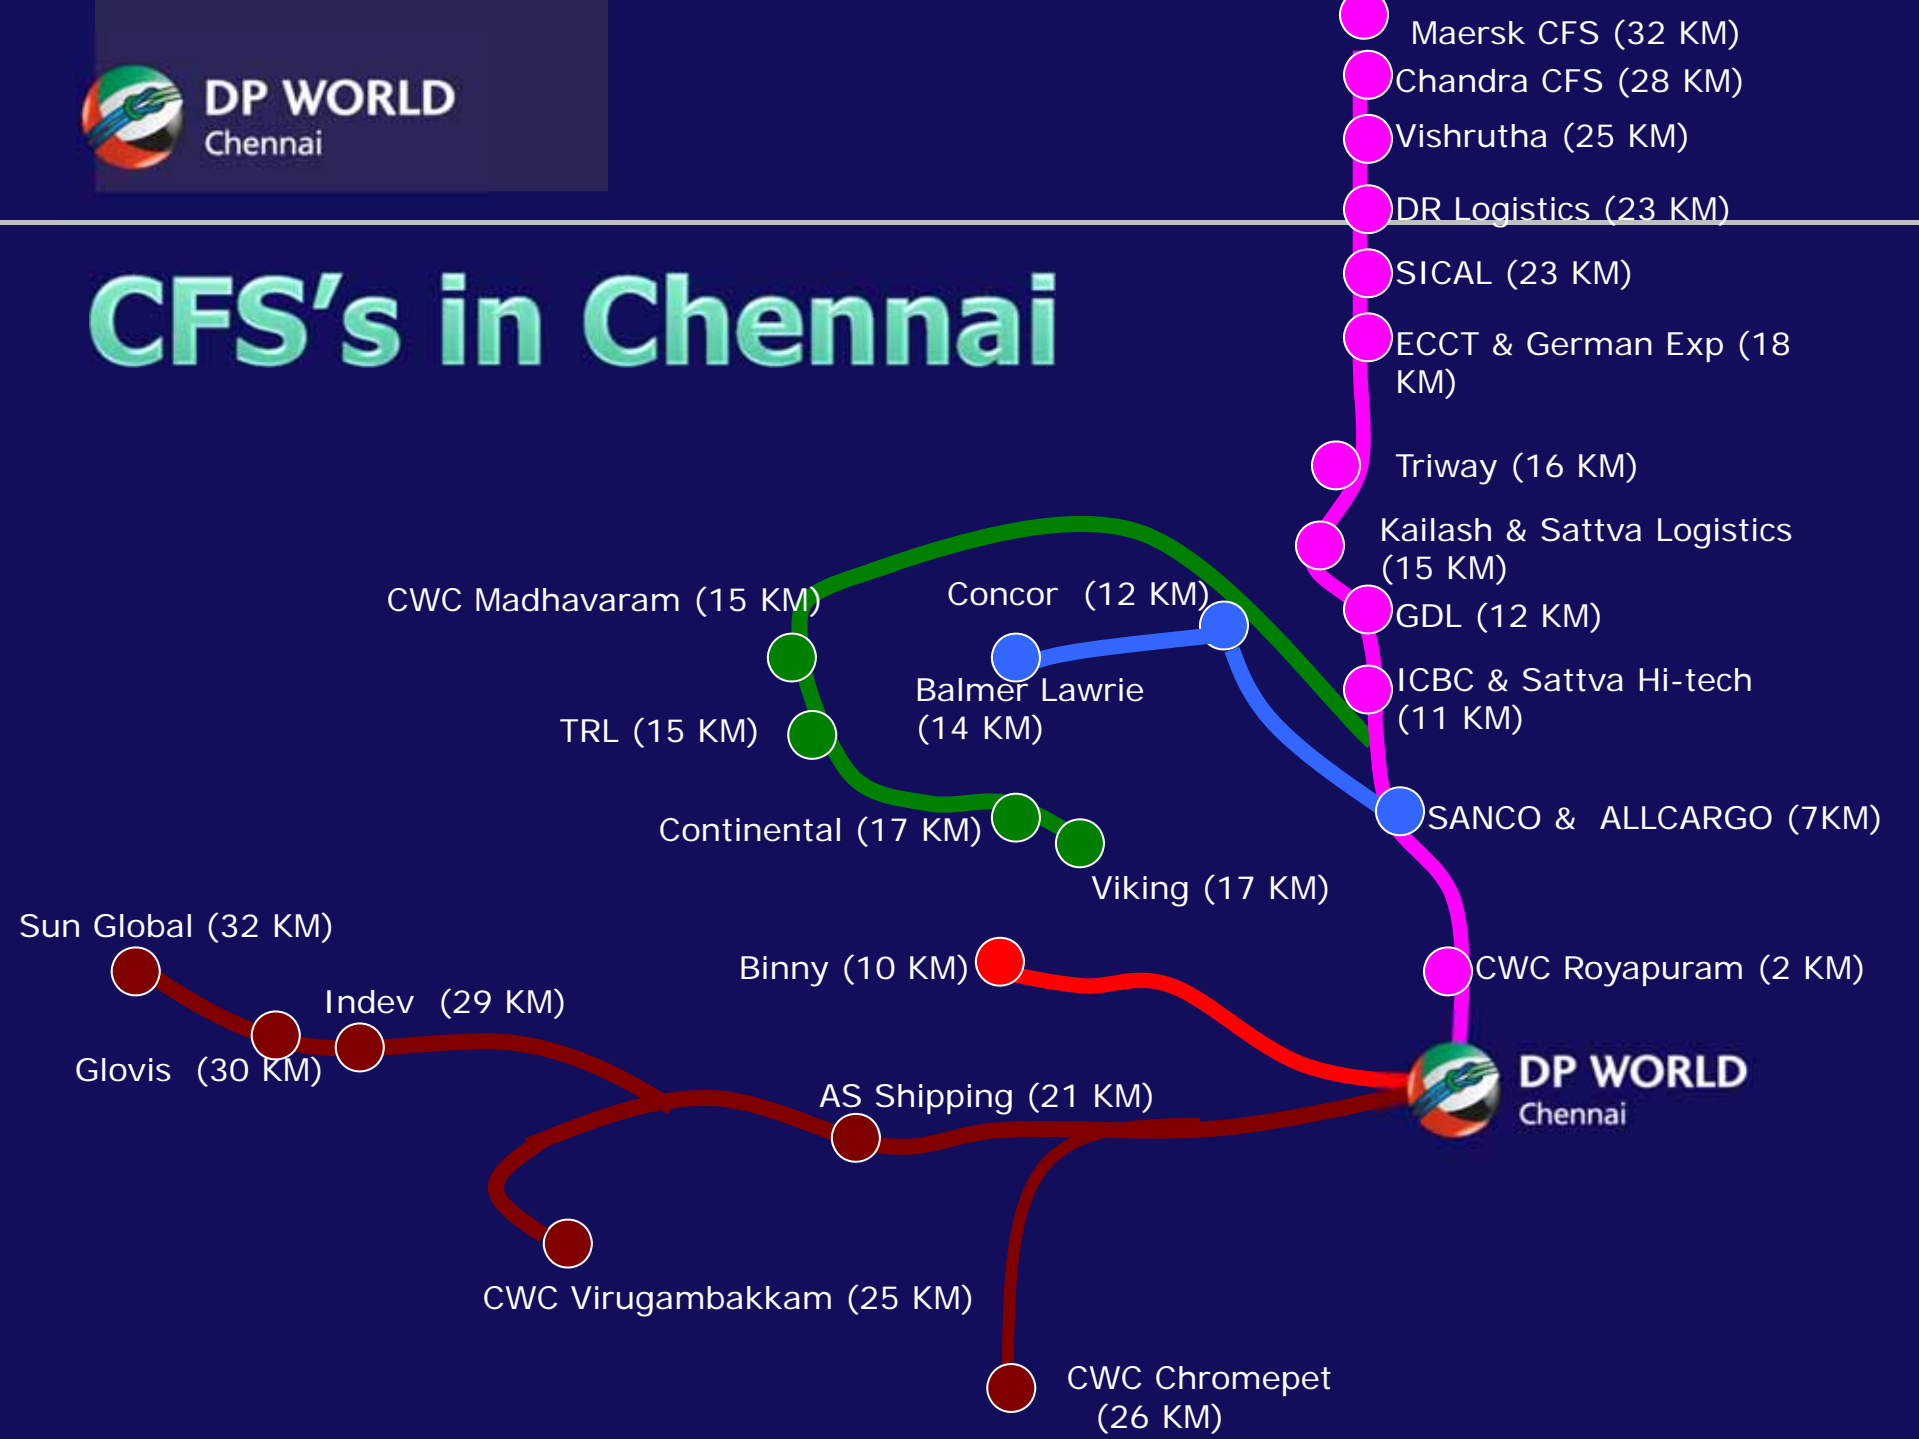 DP WORLD
Chennai
Maersk CFS (32 KM)
Chandra CFS (28 KM)
Vishrutha (25 KM)
DR Logistics (23 KM)
SICAL (23 KM)
CFS's in Chennai
ECCT & German Exp (18
KM)
Triway (16 KM)
Kailash & Sattva Logistics
(15 KM)
CWC Madhavaram (15 KM)
Concor  (12 KM)
GDL (12 KM)
Balmer Lawrie
(14 KM)
ICBC & Sattva Hi-tech
(11 KM)
TRL (15 KM)
Continental (17 KM)
SANCO &  ALLCARGO (7KM)
Viking (17 KM)
Sun Global (32 KM)
Binny (10 KM)
CWC Royapuram (2 KM)
Indev  (29 KM)
Glovis  (30 KM)
AS Shipping (21 KM)
DP WORLD
Chennai
CWC Virugambakkam (25 KM)
CWC Chromepet
(26 KM)